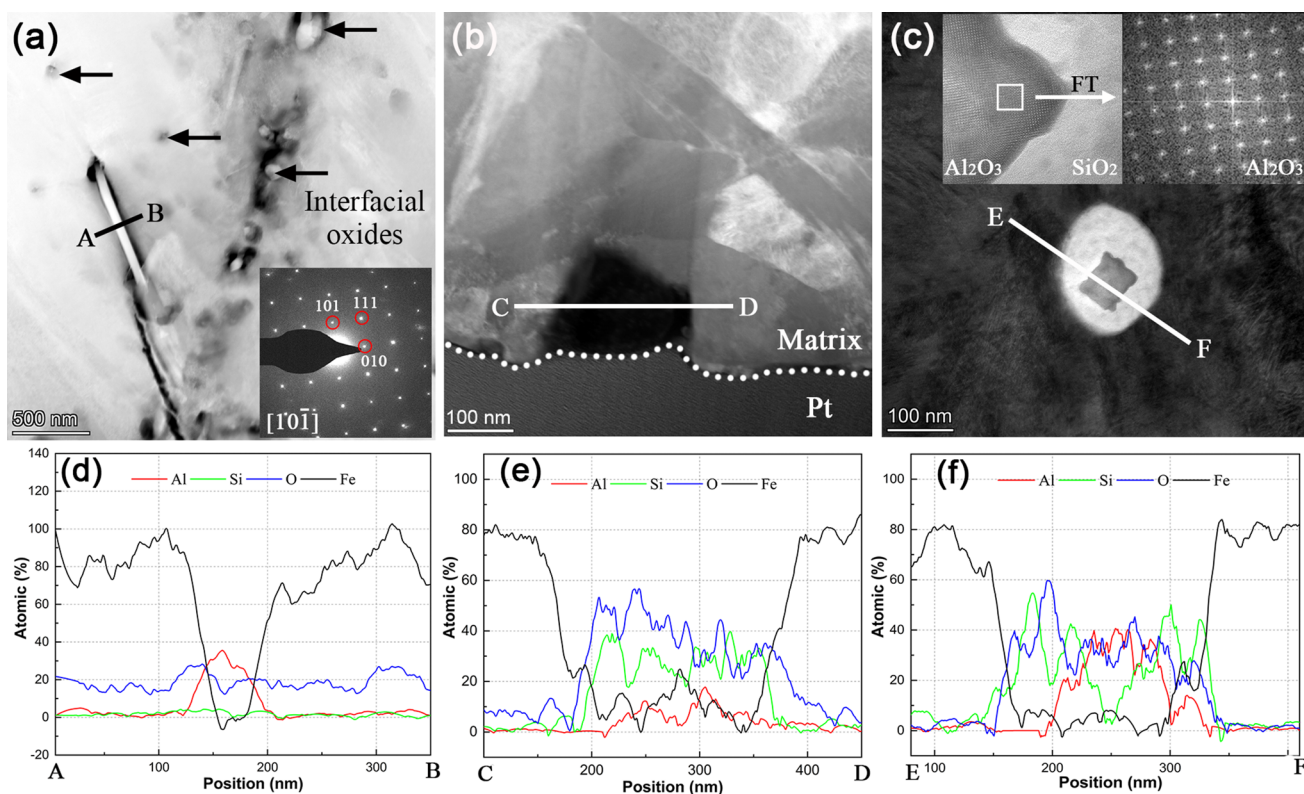 (a)
A
B
Interfacial
oxides
101
111
010
[101̄]
500 nm
(b)
C
D
Matrix
Pt
100 nm
(c)
FT
Al₂O₃
SiO₂
Al₂O₃
E
F
100 nm
(d)
Al Si O Fe
Atomic (%)
140
120
100
80
60
40
20
0
-20
100 200 300
A
B
Position (nm)
(e)
Al Si O Fe
Atomic (%)
100
80
60
40
20
0
100 200 300 400
C
D
Position (nm)
(f)
Al Si O Fe
Atomic (%)
100
80
60
40
20
0
100 200 300
E
F
Position (nm)